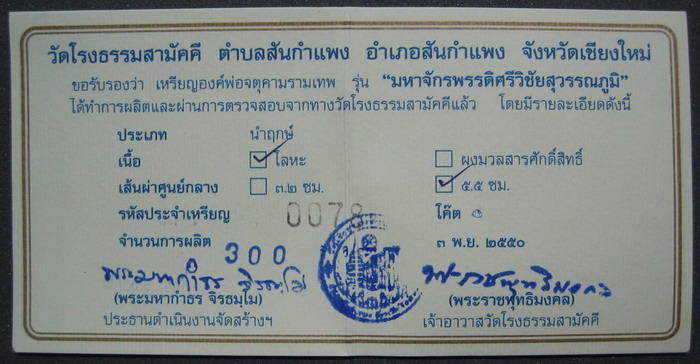 วัดโรงธรรมสามัคคี ตำบลสันกำแพง อำเภอสันกำแพง จังหวัดเชียงใหม่
ขอรับรองว่า เหรียญองค์พ่อจตุคามรามเทพ รุ่น “มหาจักรพรรดิศรีวิชัยสุวรรณภูมิ”
ได้ทำการผลิตและผ่านการตรวจสอบจากทางวัดโรงธรรมสามัคคีแล้ว โดยมีรายละเอียดดังนี้
ประเภท นำฤกษ์
เนื้อ โลหะ ผงมวลสารศักดิ์สิทธิ์
เส้นผ่าศูนย์กลาง ๓.๒ ซม. ๕.๕ ซม.
รหัสประจำเหรียญ 0078 โค๊ต
จำนวนการผลิต 300 ๓ พ.ย. ๒๕๕๐
พระมหากำธร จิรธมฺโม
(พระมหากำธร จิรธมฺโม) (พระราชพุทธิมงคล)
ประธานดำเนินงานจัดสร้างฯ เจ้าอาวาสวัดโรงธรรมสามัคคี